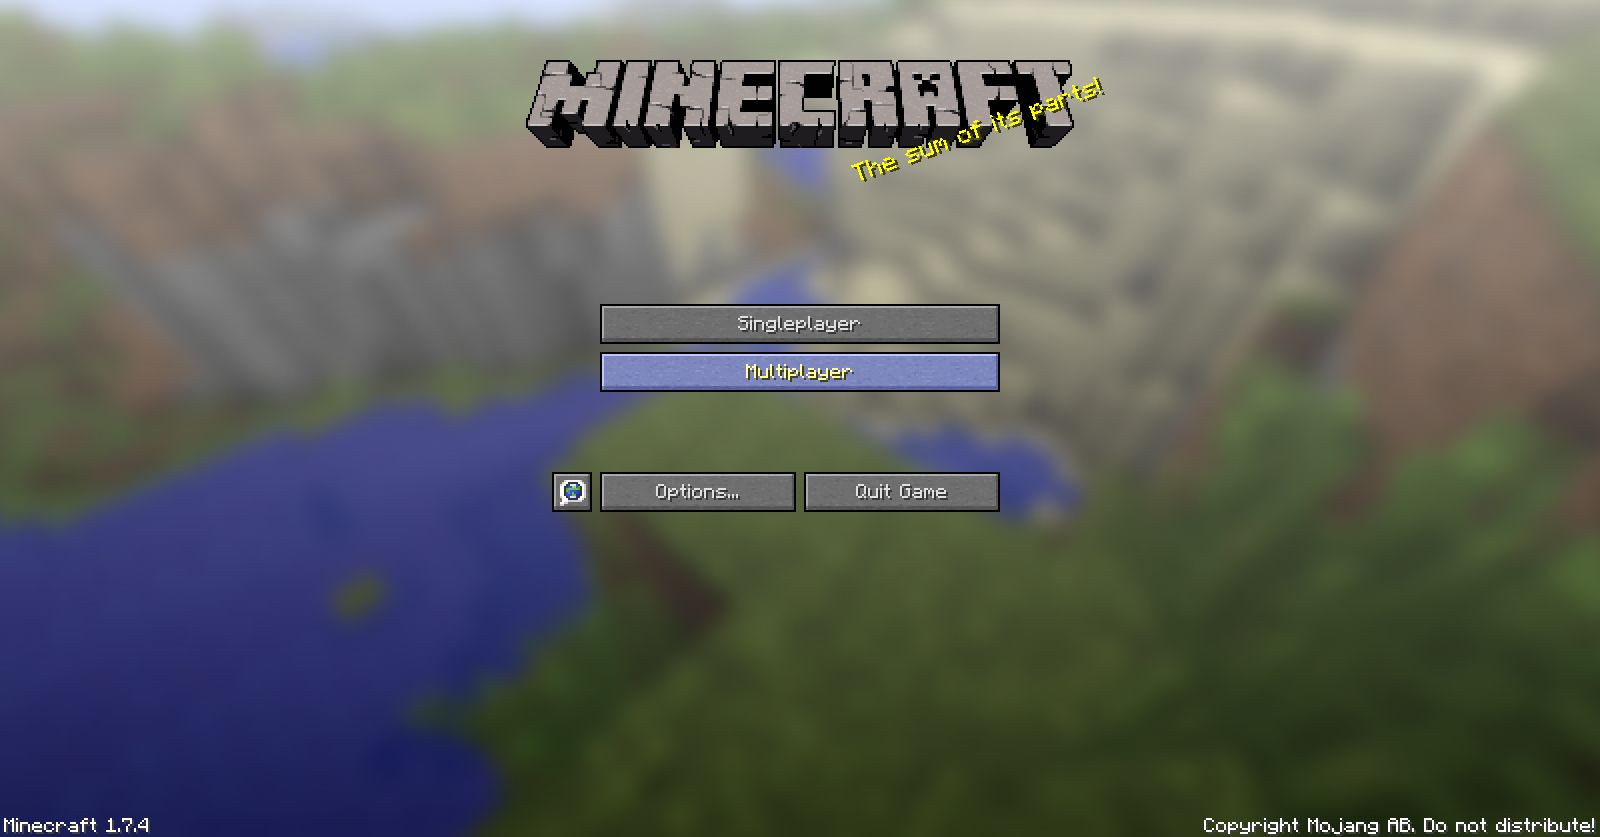 MINECRAFT
The sum of its parts!
Singleplayer
Multiplayer
Options... Quit Game
Minecraft 1.7.4 Copyright Mojang AB. Do not distribute!